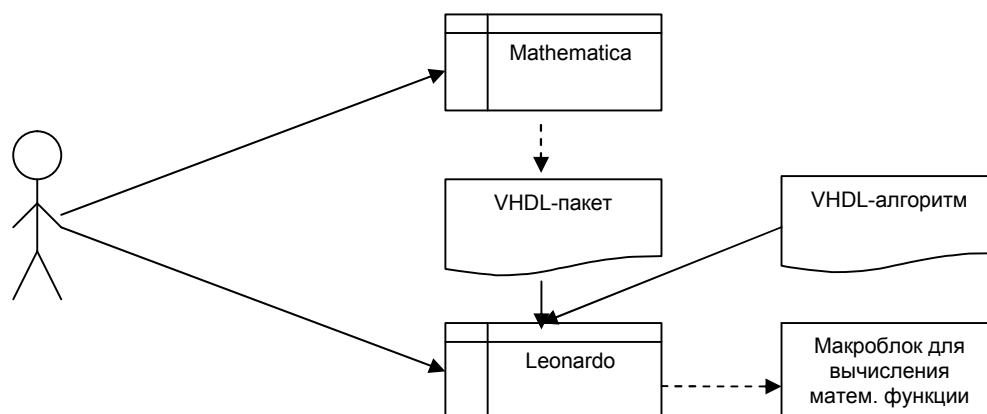 Mathematica
VHDL-пакет
VHDL-алгоритм
Leonardo
Макроблок для
вычисления
матем. функции